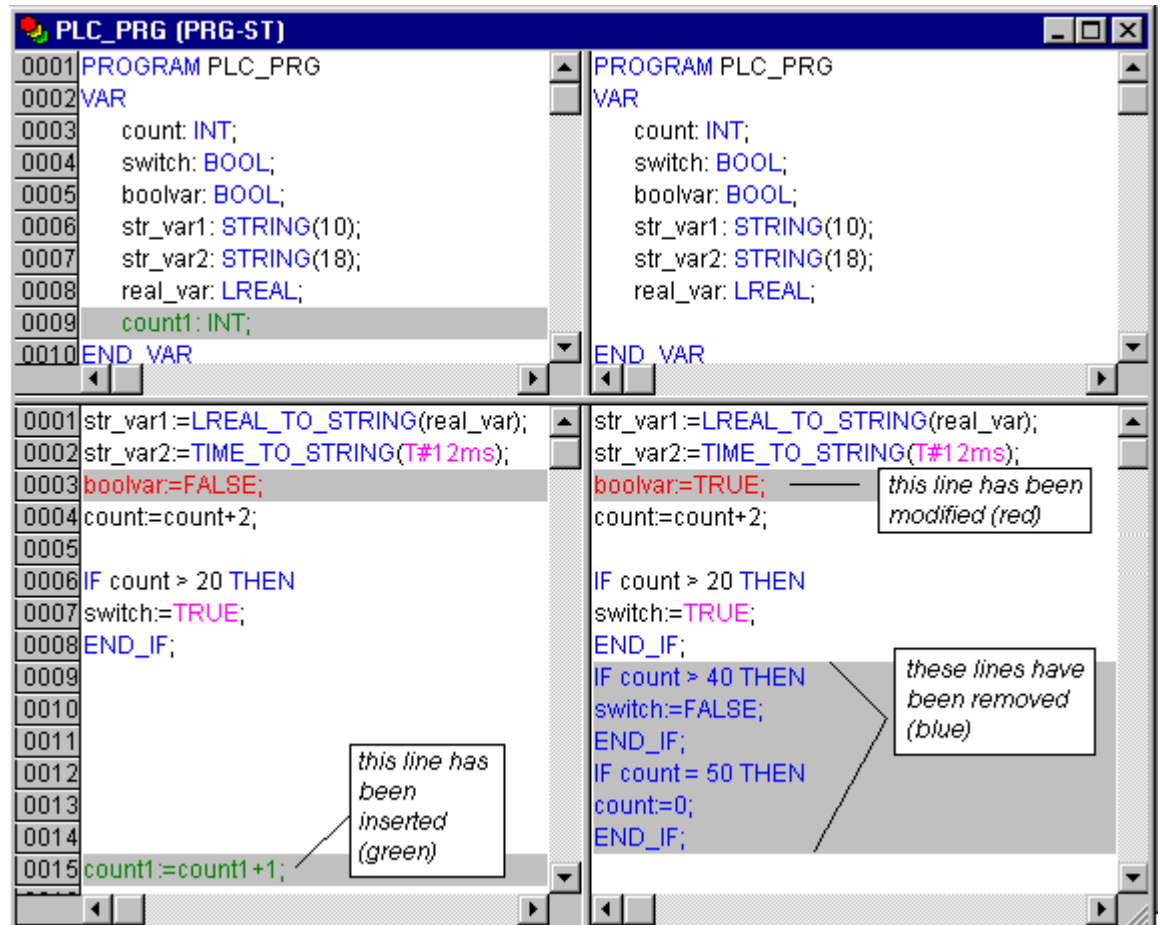 PLC_PRG (PRG-ST)
0001 PROGRAM PLC_PRG
0002 VAR
0003 count: INT;
0004 switch: BOOL;
0005 boolvar: BOOL;
0006 str_var1: STRING(10);
0007 str_var2: STRING(18);
0008 real_var: LREAL;
0009 count1: INT;
0010 END_VAR
PROGRAM PLC_PRG
VAR
count: INT;
switch: BOOL;
boolvar: BOOL;
str_var1: STRING(10);
str_var2: STRING(18);
real_var: LREAL;
END_VAR
0001 str_var1:=LREAL_TO_STRING(real_var);
0002 str_var2:=TIME_TO_STRING(T#12ms);
0003 boolvar:=FALSE;
0004 count:=count+2;
0005
0006 IF count > 20 THEN
0007 switch:=TRUE;
0008 END_IF;
0009
0010
0011
0012
0013
0014
0015 count1:=count1+1;
this line has
been
inserted
(green)
str_var1:=LREAL_TO_STRING(real_var);
str_var2:=TIME_TO_STRING(T#12ms);
boolvar:=TRUE;
count:=count+2;
IF count > 20 THEN
switch:=TRUE;
END_IF;
IF count > 40 THEN
switch:=FALSE;
END_IF;
IF count = 50 THEN
count:=0;
END_IF;
this line has been
modified (red)
these lines have
been removed
(blue)